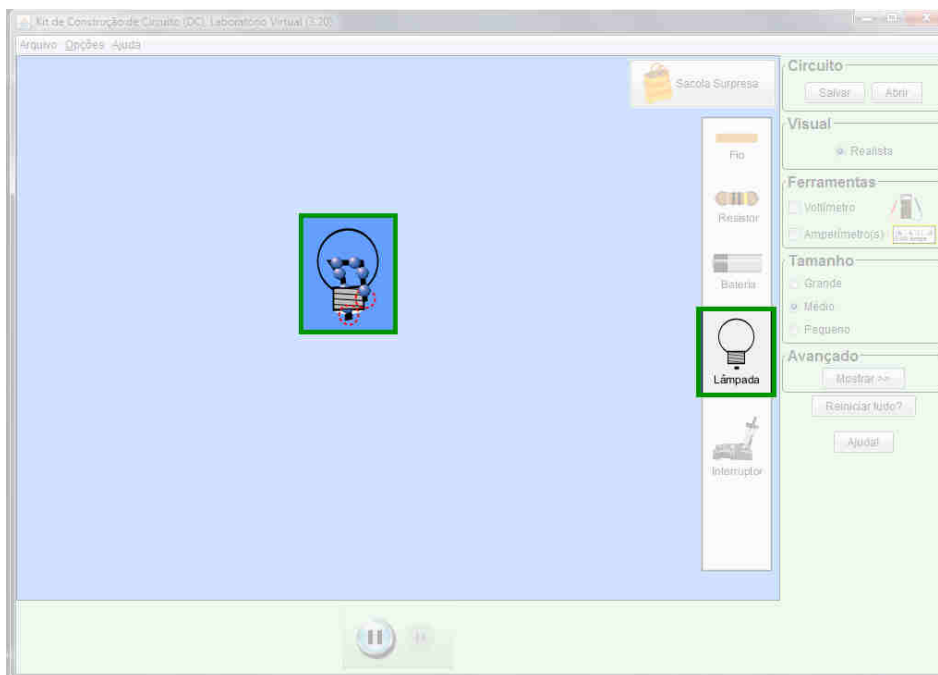 Kit de Construção de Circuito (DC), Laboratório Virtual (3.20)
Arquivo Opções Ajuda
Sacola Surpresa
Fio
Resistor
Bateria
Lâmpada
Interruptor
Circuito
Salvar Abrir
Visual
Realista
Ferramentas
Voltímetro
Amperímetro(s)
Tamanho
Grande
Médio
Pequeno
Avançado
Mostrar >>
Reiniciar tudo?
Ajuda!